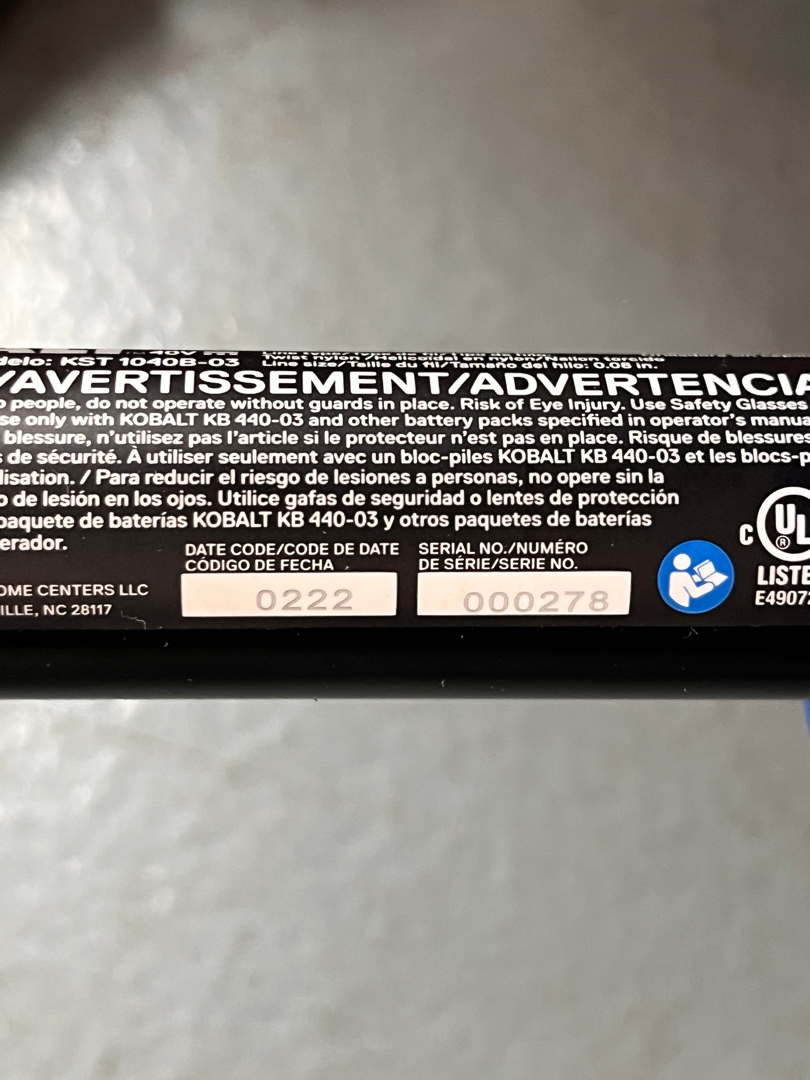 delo: KST 1040B-03
Line size/Taille du fil/Tamaño del hilo: 0.08 in.
/AVERTISSEMENT/ADVERTENCIA
o people, do not operate without guards in place. Risk of Eye Injury. Use Safety Glasses.
se only with KOBALT KB 440-03 and other battery packs specified in operator's manua
blessure, n'utilisez pas l'article si le protecteur n'est pas en place. Risque de blessures
s de sécurité. À utiliser seulement avec un bloc-piles KOBALT KB 440-03 et les blocs-p
lisation. / Para reducir el riesgo de lesiones a personas, no opere sin la
o de lesión en los ojos. Utilice gafas de seguridad o lentes de protección
paquete de baterías KOBALT KB 440-03 y otros paquetes de baterías
erador.
DATE CODE/CODE DE DATE
CÓDIGO DE FECHA
0222
SERIAL NO./NUMÉRO
DE SÉRIE/SERIE NO.
000278
OME CENTERS LLC
ILLE, NC 28117
C UL
®
LISTE
E49072